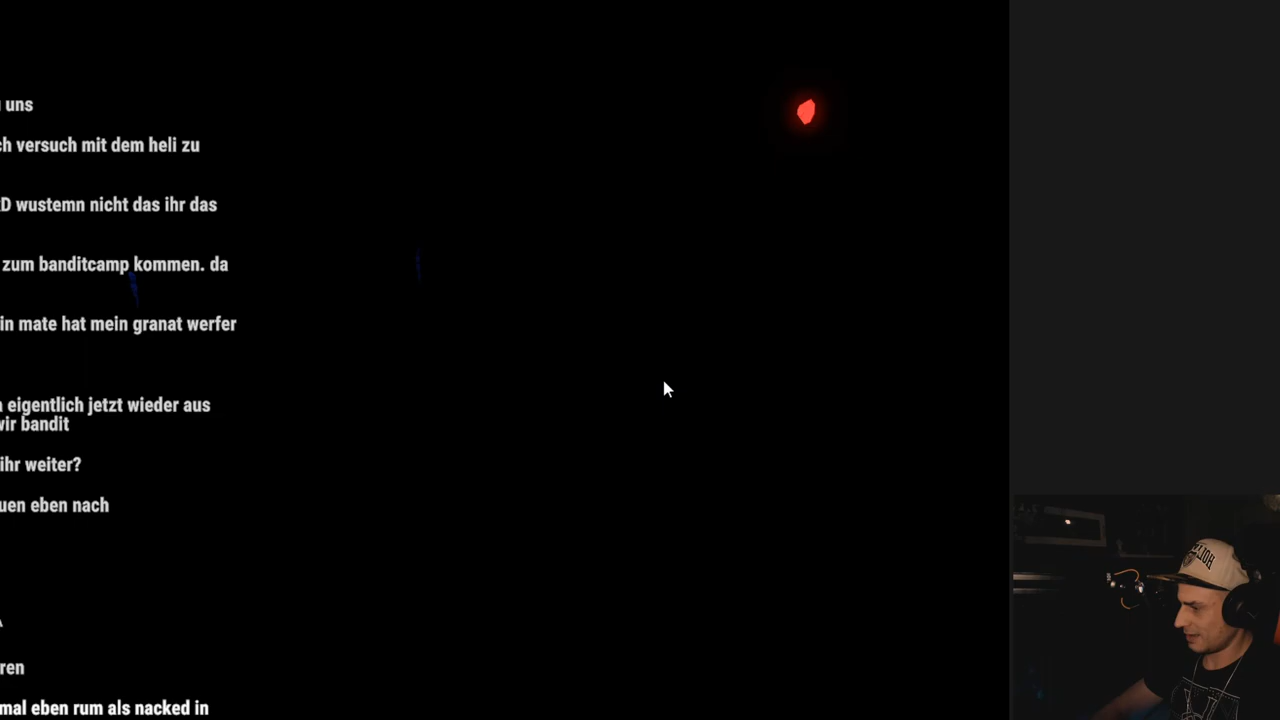 uns
ch versuch mit dem heli zu
D wustemn nicht das ihr das
zum banditcamp kommen. da
in mate hat mein granat werfer
eigentlich jetzt wieder aus
wir bandit
ihr weiter?
uen eben nach
ren
mal eben rum als nacked in